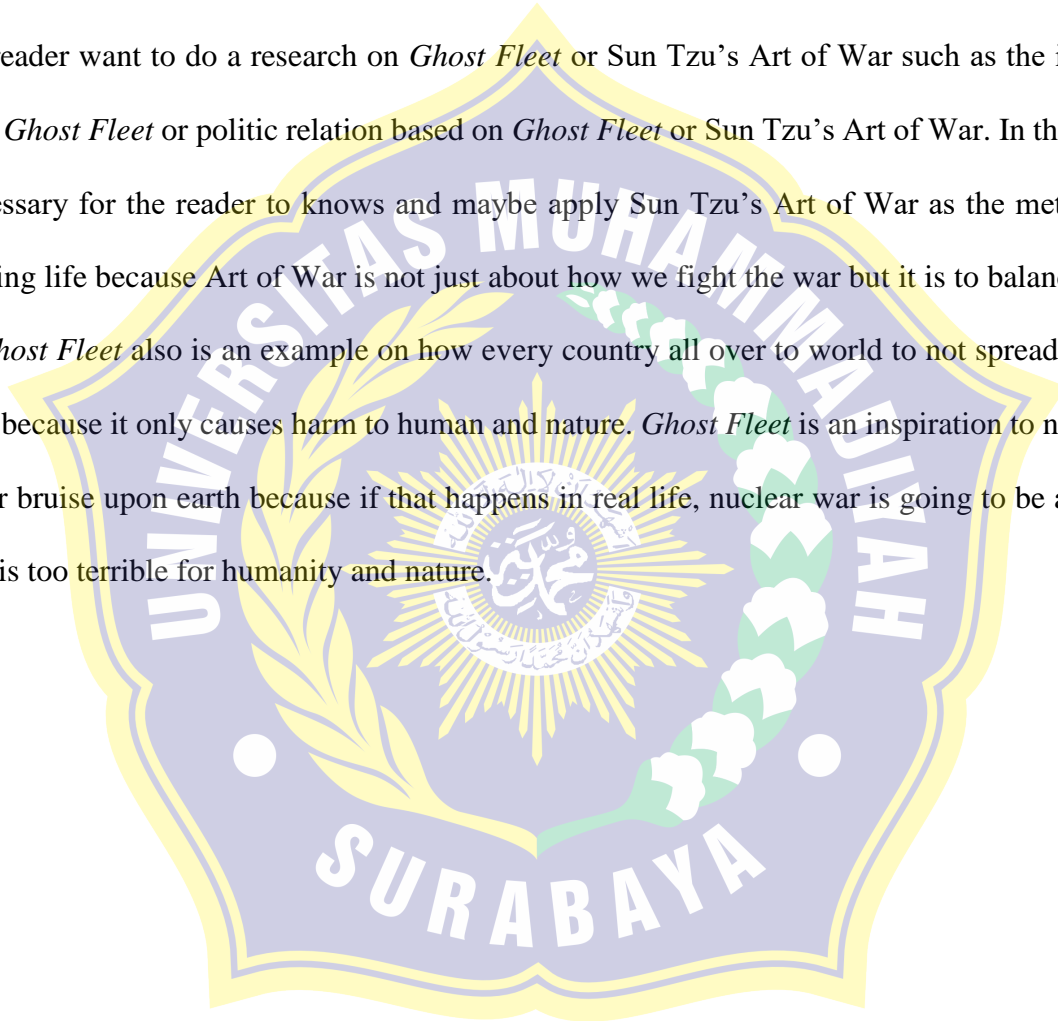 reader want to do a research on Ghost Fleet or Sun Tzu’s Art of War such as the i
Ghost Fleet or politic relation based on Ghost Fleet or Sun Tzu’s Art of War. In th
essary for the reader to knows and maybe apply Sun Tzu’s Art of War as the met
ing life because Art of War is not just about how we fight the war but it is to balanc
host Fleet also is an example on how every country all over to world to not spread
because it only causes harm to human and nature. Ghost Fleet is an inspiration to n
r bruise upon earth because if that happens in real life, nuclear war is going to be a
is too terrible for humanity and nature.
UNIVERSITAS MUHAMMADIYAH
SURABAYA